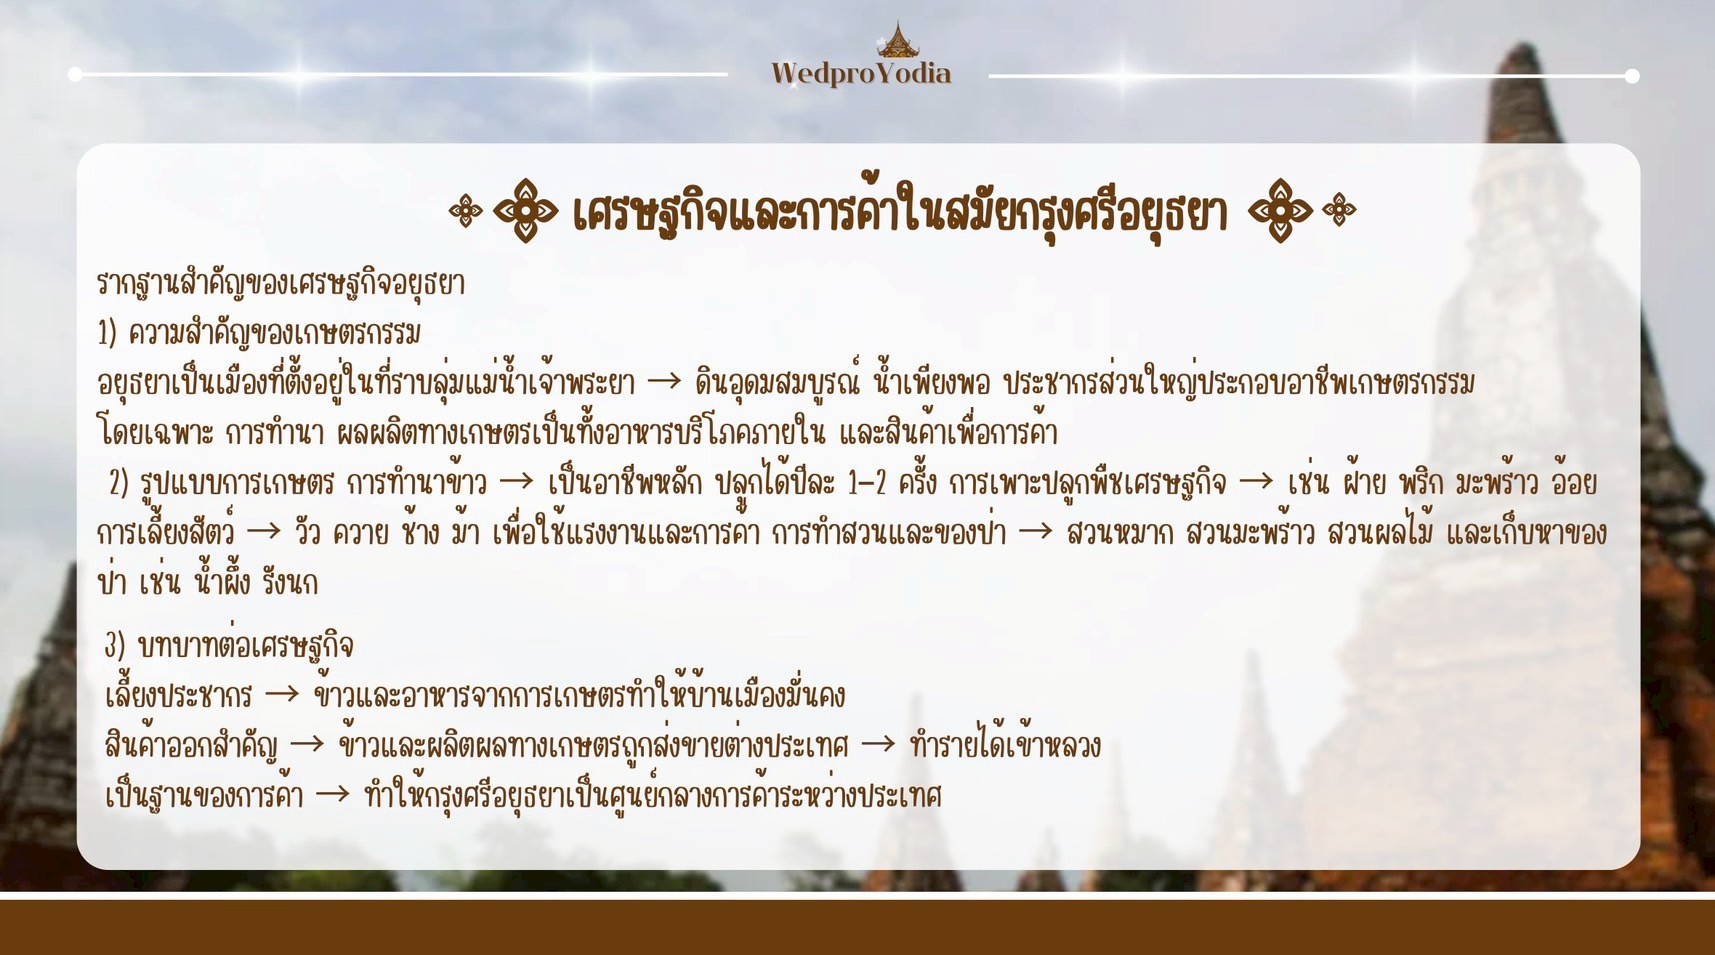 WedproYodia
เศรษฐกิจและการค้าในสมัยกรุงศรีอยุธยา
รากฐานสำคัญของเศรษฐกิจอยุธยา
1) ความสำคัญของเกษตรกรรม
อยุธยาเป็นเมืองที่ตั้งอยู่ในที่ราบลุ่มแม่น้ำเจ้าพระยา → ดินอุดมสมบูรณ์ น้ำเพียงพอ ประชากรส่วนใหญ่ประกอบอาชีพเกษตรกรรม
โดยเฉพาะ การทำนา ผลผลิตทางเกษตรเป็นทั้งอาหารบริโภคภายใน และสินค้าเพื่อการค้า
2) รูปแบบการเกษตร การทำนาข้าว → เป็นอาชีพหลัก ปลูกได้ปีละ 1–2 ครั้ง การเพาะปลูกพืชเศรษฐกิจ → เช่น ฝ้าย พริก มะพร้าว อ้อย
การเลี้ยงสัตว์ → วัว ควาย ช้าง ม้า เพื่อใช้แรงงานและการค้า การทำสวนและของป่า → สวนหมาก สวนมะพร้าว สวนผลไม้ และเก็บหาของ
ป่า เช่น น้ำผึ้ง รังนก
3) บทบาทต่อเศรษฐกิจ
เลี้ยงประชากร → ข้าวและอาหารจากการเกษตรทำให้บ้านเมืองมั่นคง
สินค้าออกสำคัญ → ข้าวและผลิตผลทางเกษตรถูกส่งขายต่างประเทศ → ทำรายได้เข้าหลวง
เป็นฐานของการค้า → ทำให้กรุงศรีอยุธยาเป็นศูนย์กลางการค้าระหว่างประเทศ